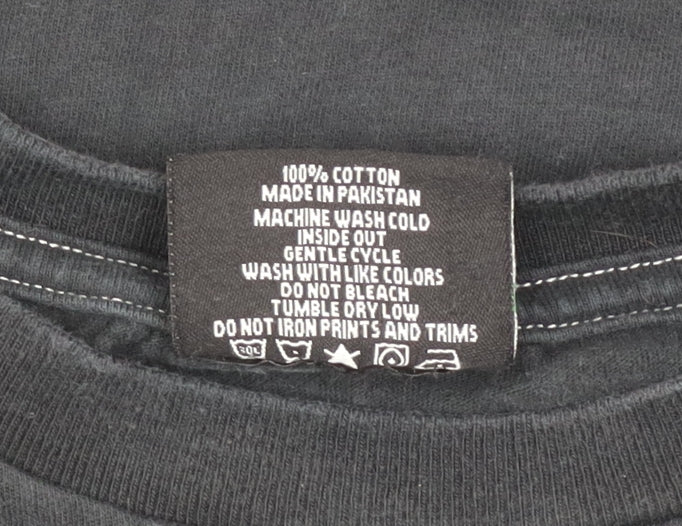 100% COTTON
MADE IN PAKISTAN
MACHINE WASH COLD
INSIDE OUT
GENTLE CYCLE
WASH WITH LIKE COLORS
DO NOT BLEACH
TUMBLE DRY LOW
DO NOT IRON PRINTS AND TRIMS